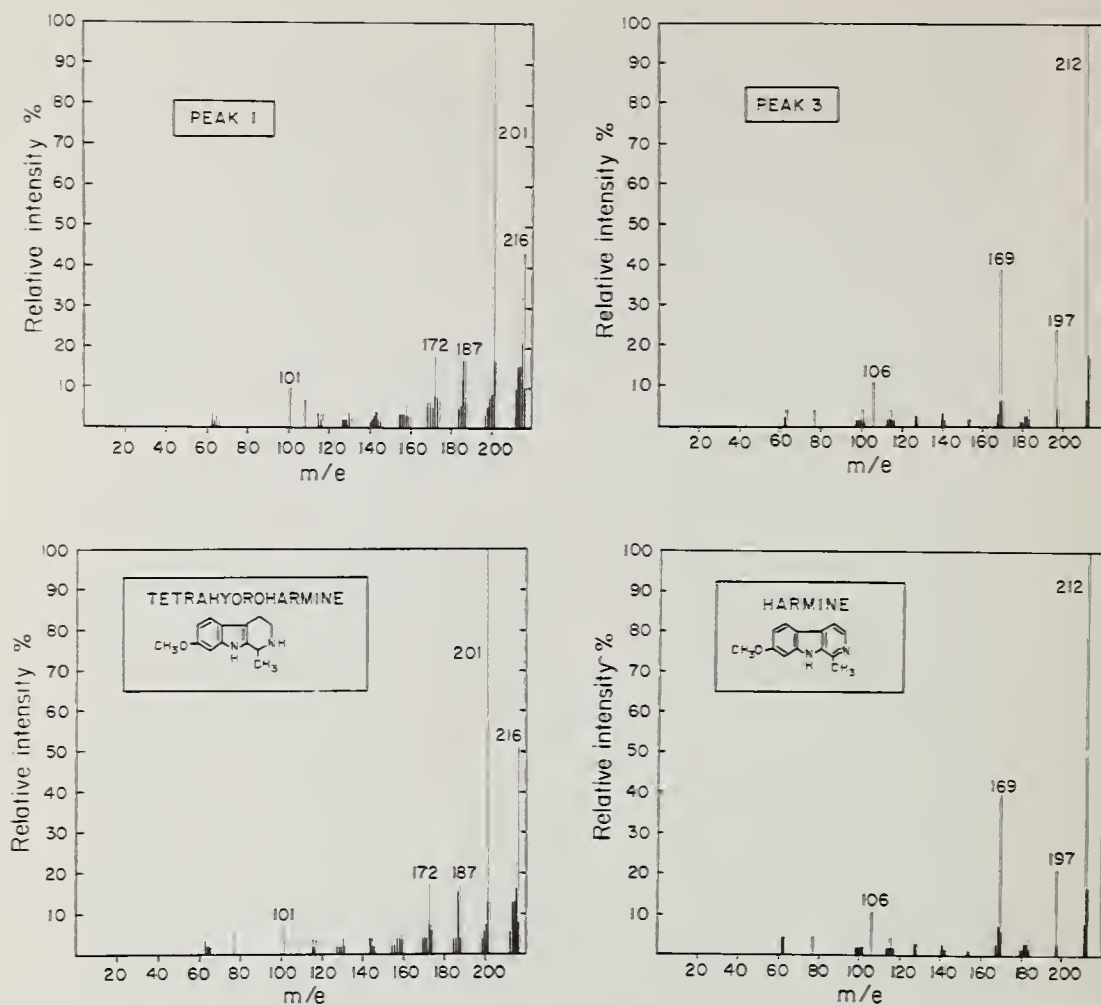 Relative intensity %
100
90
80
70
60
50
40
30
20
10
PEAK 1
201
216
172
187
101
20 40 60 80 100 120 140 160 180 200
m/e
Relative intensity %
100
90
80
70
60
50
40
30
20
10
PEAK 3
212
169
197
106
20 40 60 80 100 120 140 160 180 200
m/e
Relative intensity %
100
90
80
70
60
50
40
30
20
10
TETRAHYDROHARMINE
CH₃O
N
H
NH
CH₃
201
216
172
187
101
20 40 60 80 100 120 140 160 180 200
m/e
Relative intensity %
100
90
80
70
60
50
40
30
20
10
HARMINE
CH₃O
N
H
N
CH₃
212
169
197
106
20 40 60 80 100 120 140 160 180 200
m/e